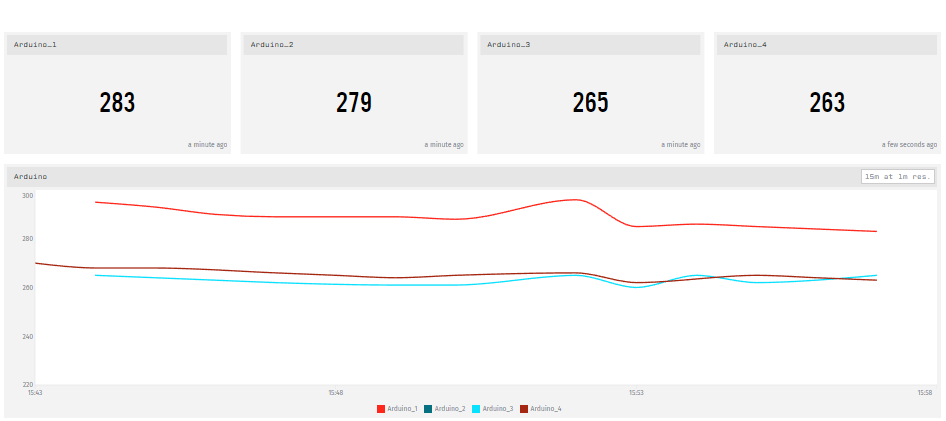 Arduino_1 Arduino_2 Arduino_3 Arduino_4
283 279 265 263
a minute ago a minute ago a minute ago a few seconds ago
Arduino 15m at 1m res.
300
280
260
240
220
15:43 15:48 15:53 15:58
Arduino_1 Arduino_2 Arduino_3 Arduino_4